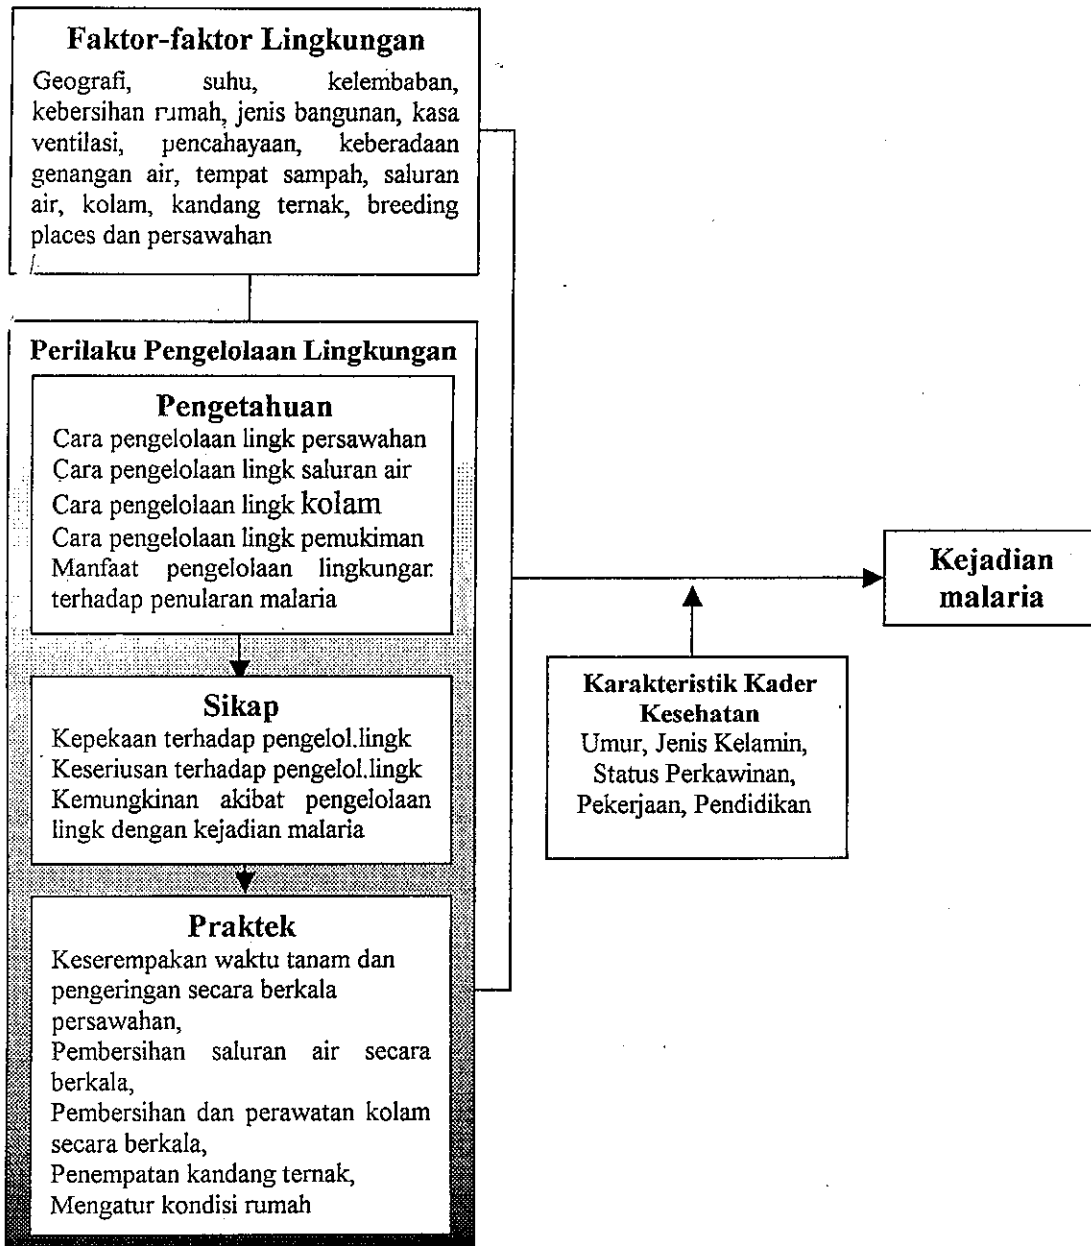 Faktor-faktor Lingkungan
Geografi, suhu, kelembaban,
kebersihan rumah, jenis bangunan, kasa
ventilasi, pencahayaan, keberadaan
genangan air, tempat sampah, saluran
air, kolam, kandang ternak, breeding
places dan persawahan
Perilaku Pengelolaan Lingkungan
Pengetahuan
Cara pengelolaan lingk persawahan
Cara pengelolaan lingk saluran air
Cara pengelolaan lingk kolam
Cara pengelolaan lingk pemukiman
Manfaat pengelolaan lingkungan
terhadap penularan malaria
Sikap
Kepekaan terhadap pengelol.lingk
Keseriusan terhadap pengelol.lingk
Kemungkinan akibat pengelolaan
lingk dengan kejadian malaria
Praktek
Keserempakan waktu tanam dan
pengeringan secara berkala
persawahan,
Pembersihan saluran air secara
berkala,
Pembersihan dan perawatan kolam
secara berkala,
Penempatan kandang ternak,
Mengatur kondisi rumah
Karakteristik Kader
Kesehatan
Umur, Jenis Kelamin,
Status Perkawinan,
Pekerjaan, Pendidikan
Kejadian
malaria